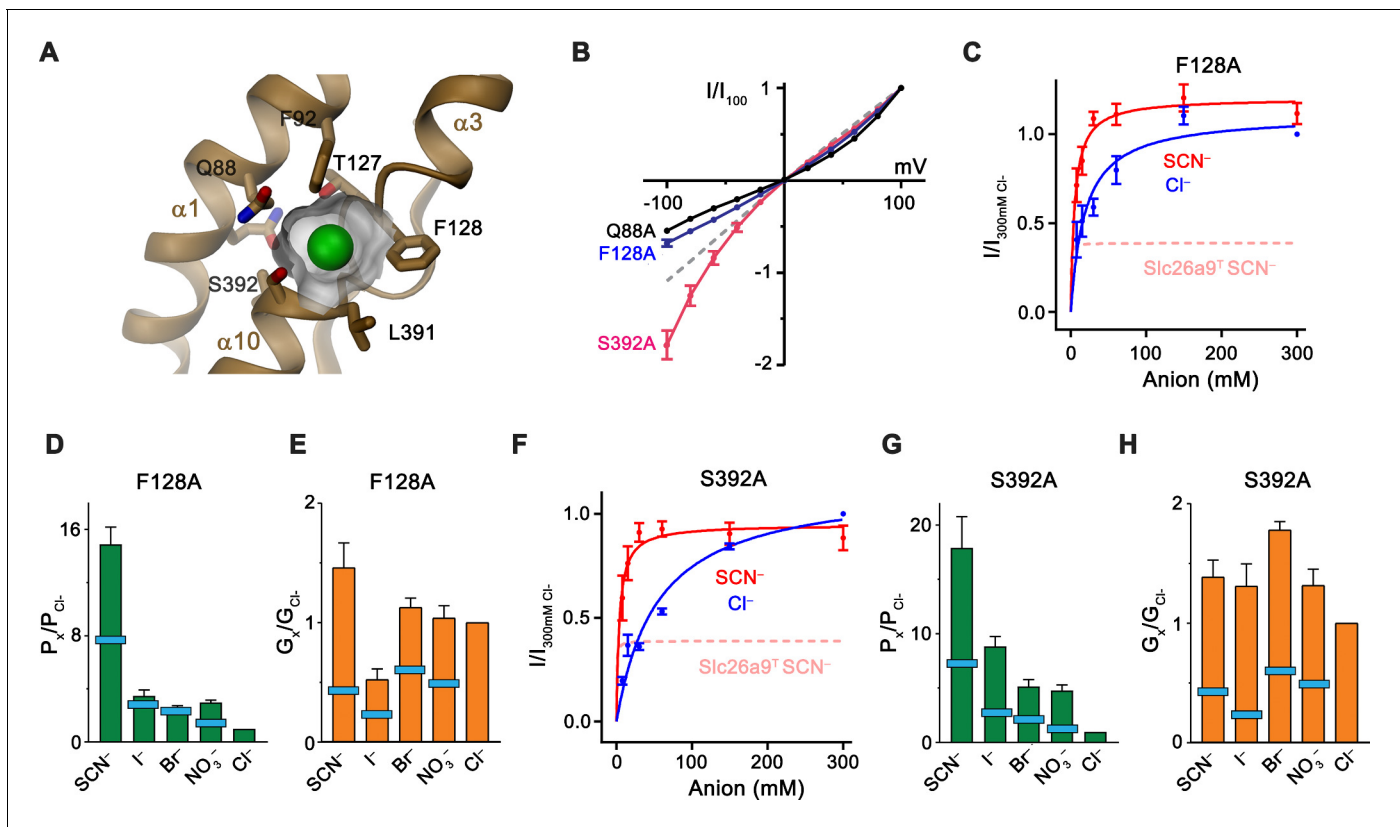 A
F92
α3
Q88
T127
α1
F128
S392
L391
α10
B
I/I100
1
mV
-100
100
Q88A
F128A
-1
S392A
-2
C
F128A
I/I300mM Cl-
1.0
0.5
0.0
SCN–
Cl–
Slc26a9T SCN–
0 100 200 300
Anion (mM)
D
F128A
PX/PCl-
16
8
0
SCN– I– Br– NO3– Cl–
E
F128A
GX/GCl-
2
1
0
SCN– I– Br– NO3– Cl–
F
S392A
I/I300mM Cl-
1.0
0.5
0.0
SCN–
Cl–
Slc26a9T SCN–
0 100 200 300
Anion (mM)
G
S392A
Px/PCl-
20
10
0
SCN– I– Br– NO3– Cl–
H
S392A
Gx/GCl-
2
1
0
SCN– I– Br– NO3– Cl–